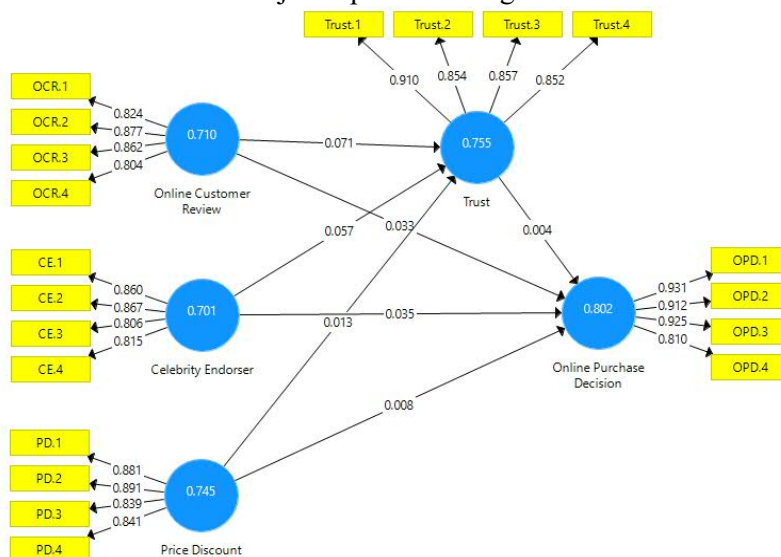 Trust.1
Trust.2
Trust.3
Trust.4
0.910
0.854
0.857
0.852
OCR.1
OCR.2
OCR.3
OCR.4
0.824
0.877
0.862
0.804
0.710
Online Customer
Review
0.071
0.755
Trust
0.033
0.057
0.004
CE.1
CE.2
CE.3
CE.4
0.860
0.867
0.806
0.815
0.701
Celebrity Endorser
0.035
0.013
0.802
Online Purchase
Decision
0.931
0.912
0.925
0.810
OPD.1
OPD.2
OPD.3
OPD.4
0.008
PD.1
PD.2
PD.3
PD.4
0.881
0.891
0.839
0.841
0.745
Price Discount